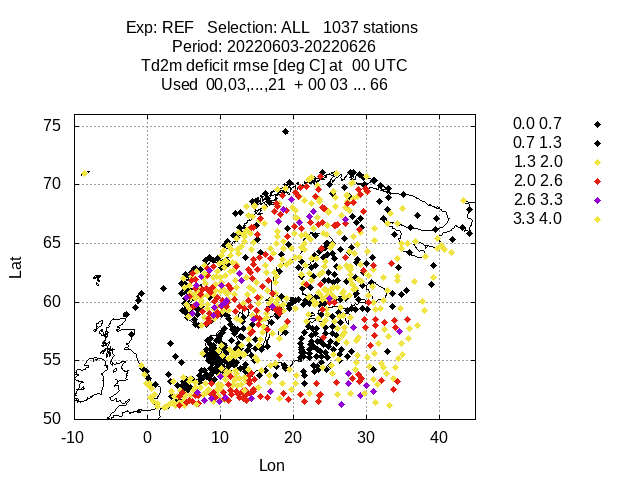 Exp: REF   Selection: ALL   1037 stations
Period: 20220603-20220626
Td2m deficit rmse [deg C] at  00 UTC
Used  00,03,...,21  + 00 03 ... 66
75
70
65
60
55
50
Lat
-10 0 10 20 30 40
Lon
0.0 0.7
0.7 1.3
1.3 2.0
2.0 2.6
2.6 3.3
3.3 4.0